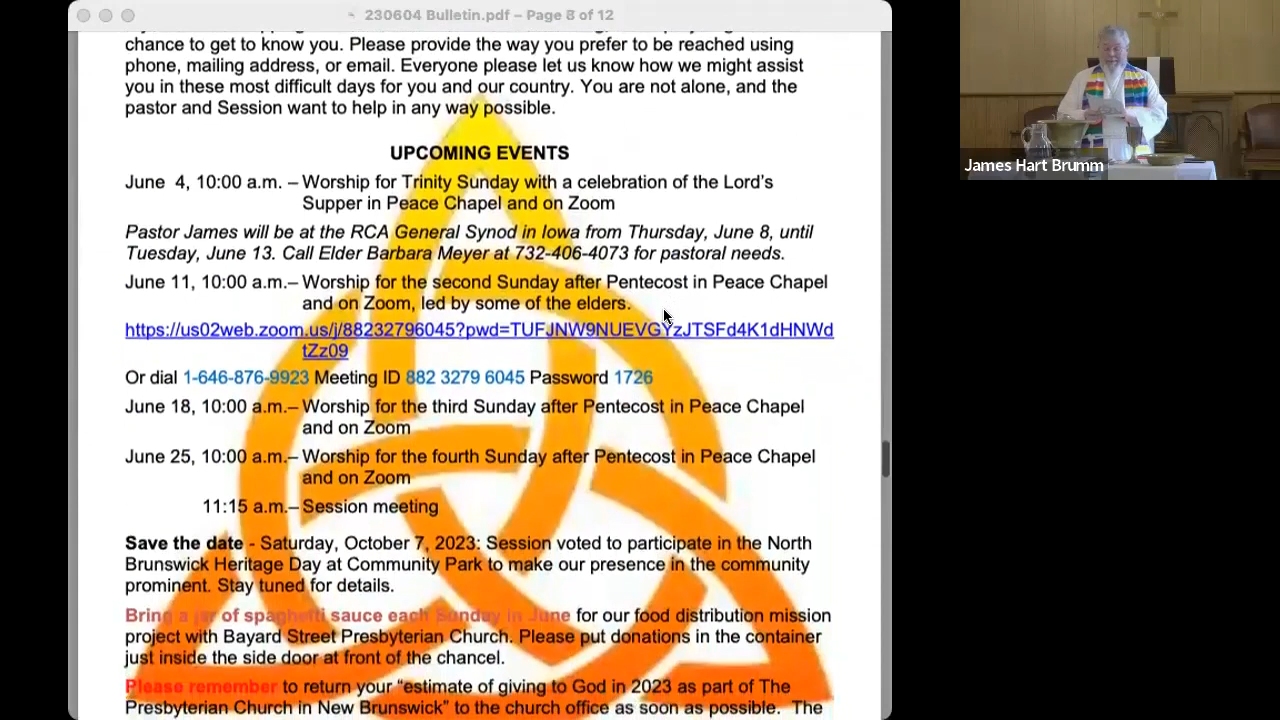 230604 Bulletin.pdf – Page 8 of 12
chance to get to know you. Please provide the way you prefer to be reached using
phone, mailing address, or email. Everyone please let us know how we might assist
you in these most difficult days for you and our country. You are not alone, and the
pastor and Session want to help in any way possible.
UPCOMING EVENTS
June 4, 10:00 a.m. – Worship for Trinity Sunday with a celebration of the Lord's
Supper in Peace Chapel and on Zoom
Pastor James will be at the RCA General Synod in Iowa from Thursday, June 8, until
Tuesday, June 13. Call Elder Barbara Meyer at 732-406-4073 for pastoral needs.
June 11, 10:00 a.m.– Worship for the second Sunday after Pentecost in Peace Chapel
and on Zoom, led by some of the elders.
https://us02web.zoom.us/j/88232796045?pwd=TUFJNW9NUEVGYzJTSFd4K1dHNWd
tZz09
Or dial 1-646-876-9923 Meeting ID 882 3279 6045 Password 1726
June 18, 10:00 a.m.– Worship for the third Sunday after Pentecost in Peace Chapel
and on Zoom
June 25, 10:00 a.m.– Worship for the fourth Sunday after Pentecost in Peace Chapel
and on Zoom
11:15 a.m.– Session meeting
Save the date - Saturday, October 7, 2023: Session voted to participate in the North
Brunswick Heritage Day at Community Park to make our presence in the community
prominent. Stay tuned for details.
Bring a jar of spaghetti sauce each Sunday in June for our food distribution mission
project with Bayard Street Presbyterian Church. Please put donations in the container
just inside the side door at front of the chancel.
Please remember to return your “estimate of giving to God in 2023 as part of The
Presbyterian Church in New Brunswick” to the church office as soon as possible. The
James Hart Brumm